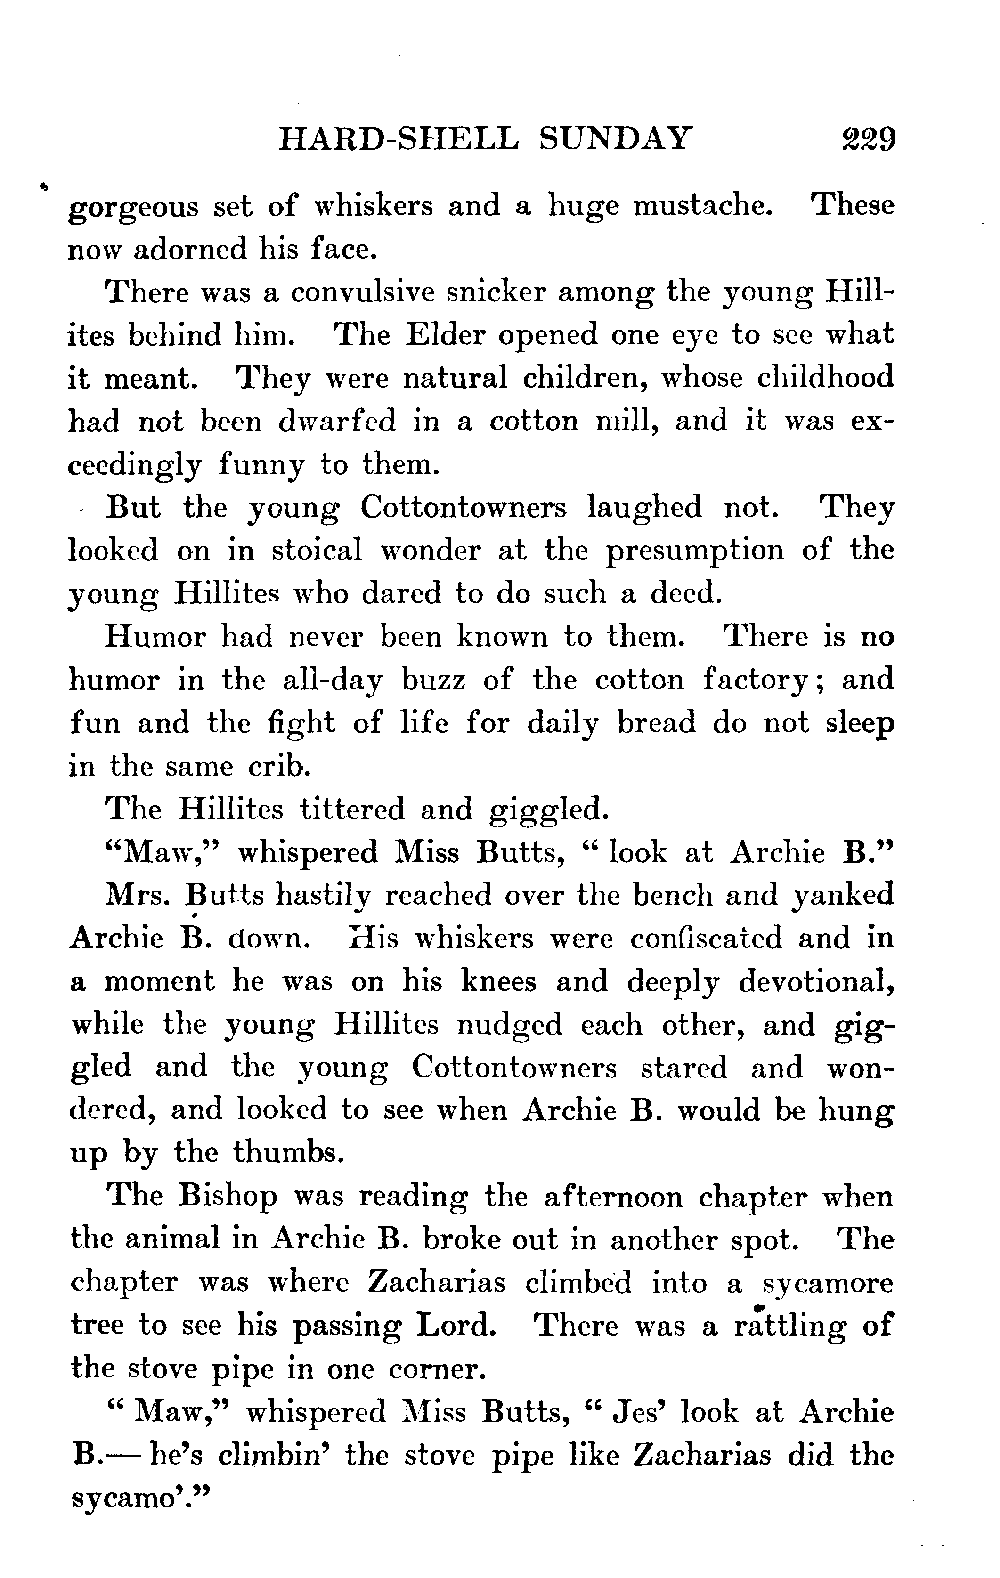 HARD-SHELL SUNDAY 229
gorgeous set of whiskers and a huge mustache. These
now adorned his face.
There was a convulsive snicker among the young Hill-
ites behind him. The Elder opened one eye to see what
it meant. They were natural children, whose childhood
had not been dwarfed in a cotton mill, and it was ex-
ceedingly funny to them.
But the young Cottontowners laughed not. They
looked on in stoical wonder at the presumption of the
young Hillites who dared to do such a deed.
Humor had never been known to them. There is no
humor in the all-day buzz of the cotton factory; and
fun and the fight of life for daily bread do not sleep
in the same crib.
The Hillites tittered and giggled.
“Maw,” whispered Miss Butts, “ look at Archie B.”
Mrs. Butts hastily reached over the bench and yanked
Archie B. down. His whiskers were confiscated and in
a moment he was on his knees and deeply devotional,
while the young Hillites nudged each other, and gig-
gled and the young Cottontowners stared and won-
dered, and looked to see when Archie B. would be hung
up by the thumbs.
The Bishop was reading the afternoon chapter when
the animal in Archie B. broke out in another spot. The
chapter was where Zacharias climbed into a sycamore
tree to see his passing Lord. There was a rattling of
the stove pipe in one corner.
“ Maw,” whispered Miss Butts, “ Jes’ look at Archie
B.— he’s climbin’ the stove pipe like Zacharias did the
sycamo’.”